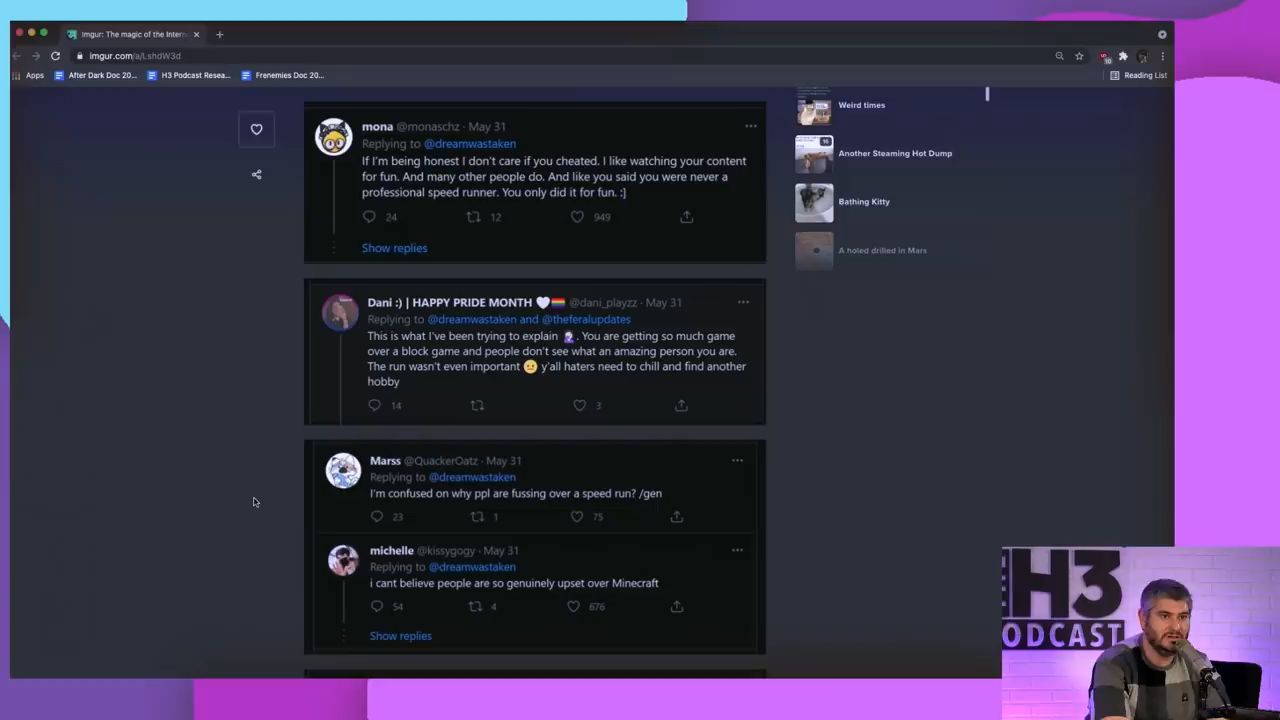 Imgur: The magic of the Intern
imgur.com/a/LshdW3d
Apps
After Dark Doc 20...
H3 Podcast Resea...
Frenemies Doc 20...
Reading List
mona @monaschz · May 31
Replying to @dreamwastaken
If I'm being honest I don't care if you cheated. I like watching your content
for fun. And many other people do. And like you said you were never a
professional speed runner. You only did it for fun. :]
24 12 949
Show replies
Dani :) | HAPPY PRIDE MONTH 🤍🏳️‍🌈 @dani_playzz · May 31
Replying to @dreamwastaken and @theferalupdates
This is what I've been trying to explain 🤦. You are getting so much game
over a block game and people don't see what an amazing person you are.
The run wasn't even important 😕 y'all haters need to chill and find another
hobby
14 3
Marss @QuackerOatz · May 31
Replying to @dreamwastaken
I'm confused on why ppl are fussing over a speed run? /gen
23 1 75
michelle @kissygogy · May 31
Replying to @dreamwastaken
i cant believe people are so genuinely upset over Minecraft
54 4 676
Show replies
Weird times
Another Steaming Hot Dump
Bathing Kitty
A holed drilled in Mars
H3
PODCAST